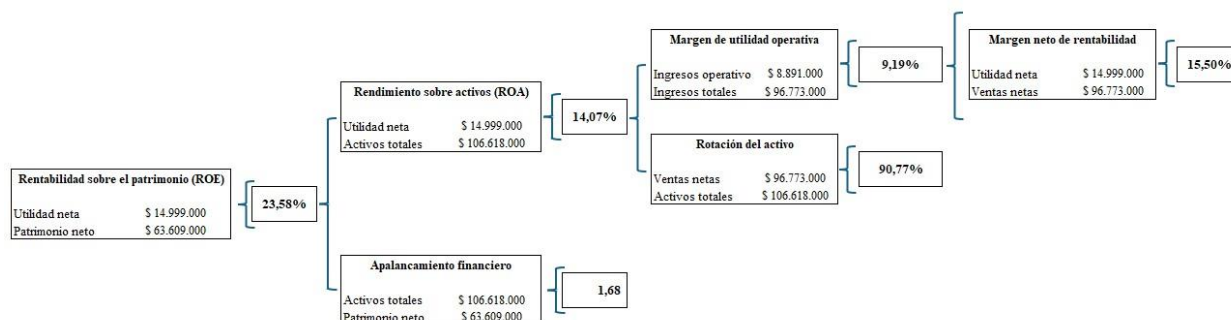 Margen de utilidad operativa
Ingresos operativo $ 8.891.000
Ingresos totales $ 96.773.000
9,19%
Margen neto de rentabilidad
Utilidad neta $ 14.999.000
Ventas netas $ 96.773.000
15,50%
Rendimiento sobre activos (ROA)
Utilidad neta $ 14.999.000
Activos totales $ 106.618.000
14,07%
Rotación del activo
Ventas netas $ 96.773.000
Activos totales $ 106.618.000
90,77%
Rentabilidad sobre el patrimonio (ROE)
Utilidad neta $ 14.999.000
Patrimonio neto $ 63.609.000
23,58%
Apalancamiento financiero
Activos totales $ 106.618.000
Patrimonio neto $ 63.609.000
1,68